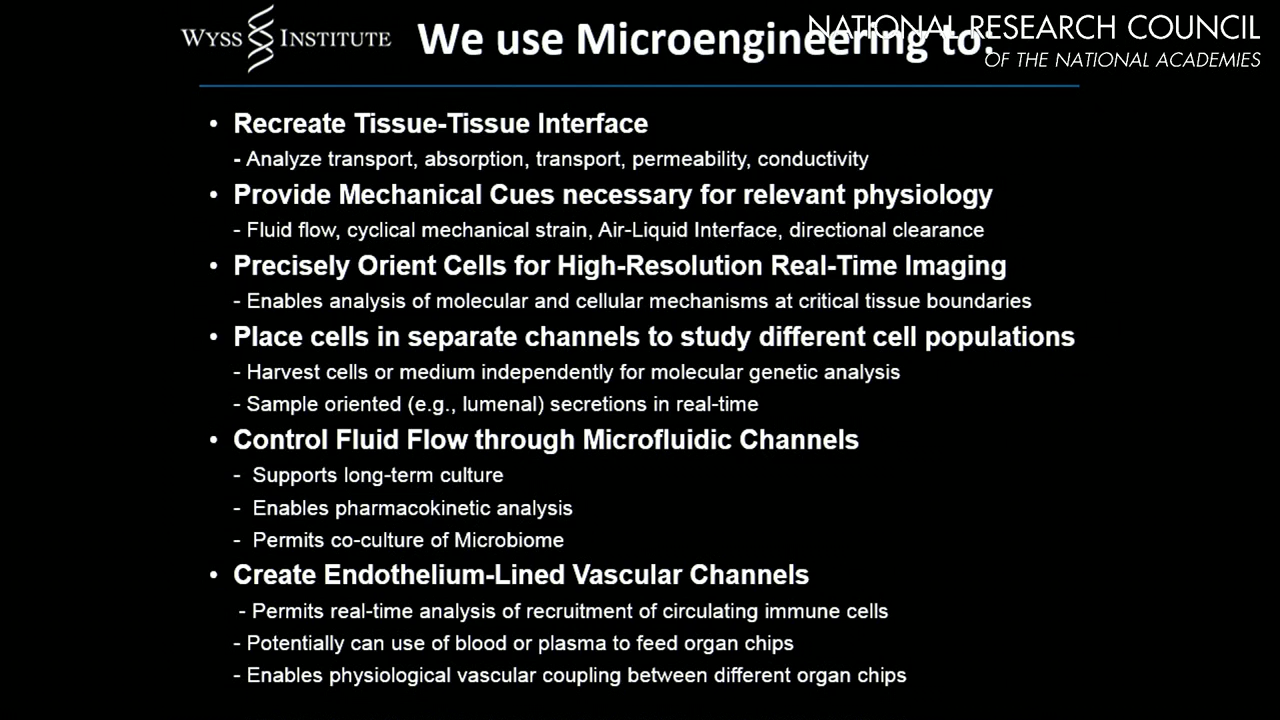 WYSS INSTITUTE
We use Microengineering to:
NATIONAL RESEARCH COUNCIL
OF THE NATIONAL ACADEMIES
• Recreate Tissue-Tissue Interface
- Analyze transport, absorption, transport, permeability, conductivity
• Provide Mechanical Cues necessary for relevant physiology
- Fluid flow, cyclical mechanical strain, Air-Liquid Interface, directional clearance
• Precisely Orient Cells for High-Resolution Real-Time Imaging
- Enables analysis of molecular and cellular mechanisms at critical tissue boundaries
• Place cells in separate channels to study different cell populations
- Harvest cells or medium independently for molecular genetic analysis
- Sample oriented (e.g., lumenal) secretions in real-time
• Control Fluid Flow through Microfluidic Channels
- Supports long-term culture
- Enables pharmacokinetic analysis
- Permits co-culture of Microbiome
• Create Endothelium-Lined Vascular Channels
- Permits real-time analysis of recruitment of circulating immune cells
- Potentially can use of blood or plasma to feed organ chips
- Enables physiological vascular coupling between different organ chips